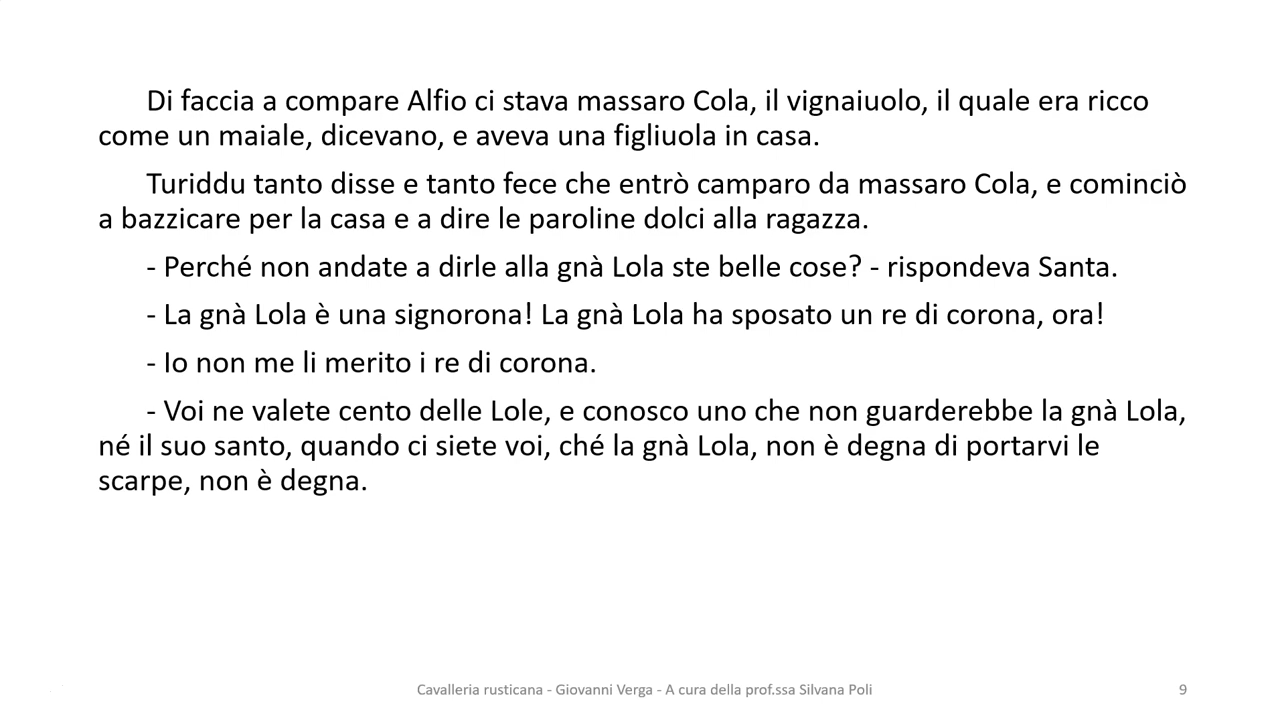 Di faccia a compare Alfio ci stava massaro Cola, il vignaiuolo, il quale era ricco
come un maiale, dicevano, e aveva una figliuola in casa.
Turiddu tanto disse e tanto fece che entrò camparo da massaro Cola, e cominciò
a bazzicare per la casa e a dire le paroline dolci alla ragazza.
- Perché non andate a dirle alla gnà Lola ste belle cose? - rispondeva Santa.
- La gnà Lola è una signorona! La gnà Lola ha sposato un re di corona, ora!
- Io non me li merito i re di corona.
- Voi ne valete cento delle Lole, e conosco uno che non guarderebbe la gnà Lola,
né il suo santo, quando ci siete voi, ché la gnà Lola, non è degna di portarvi le
scarpe, non è degna.
Cavalleria rusticana - Giovanni Verga - A cura della prof.ssa Silvana Poli
9